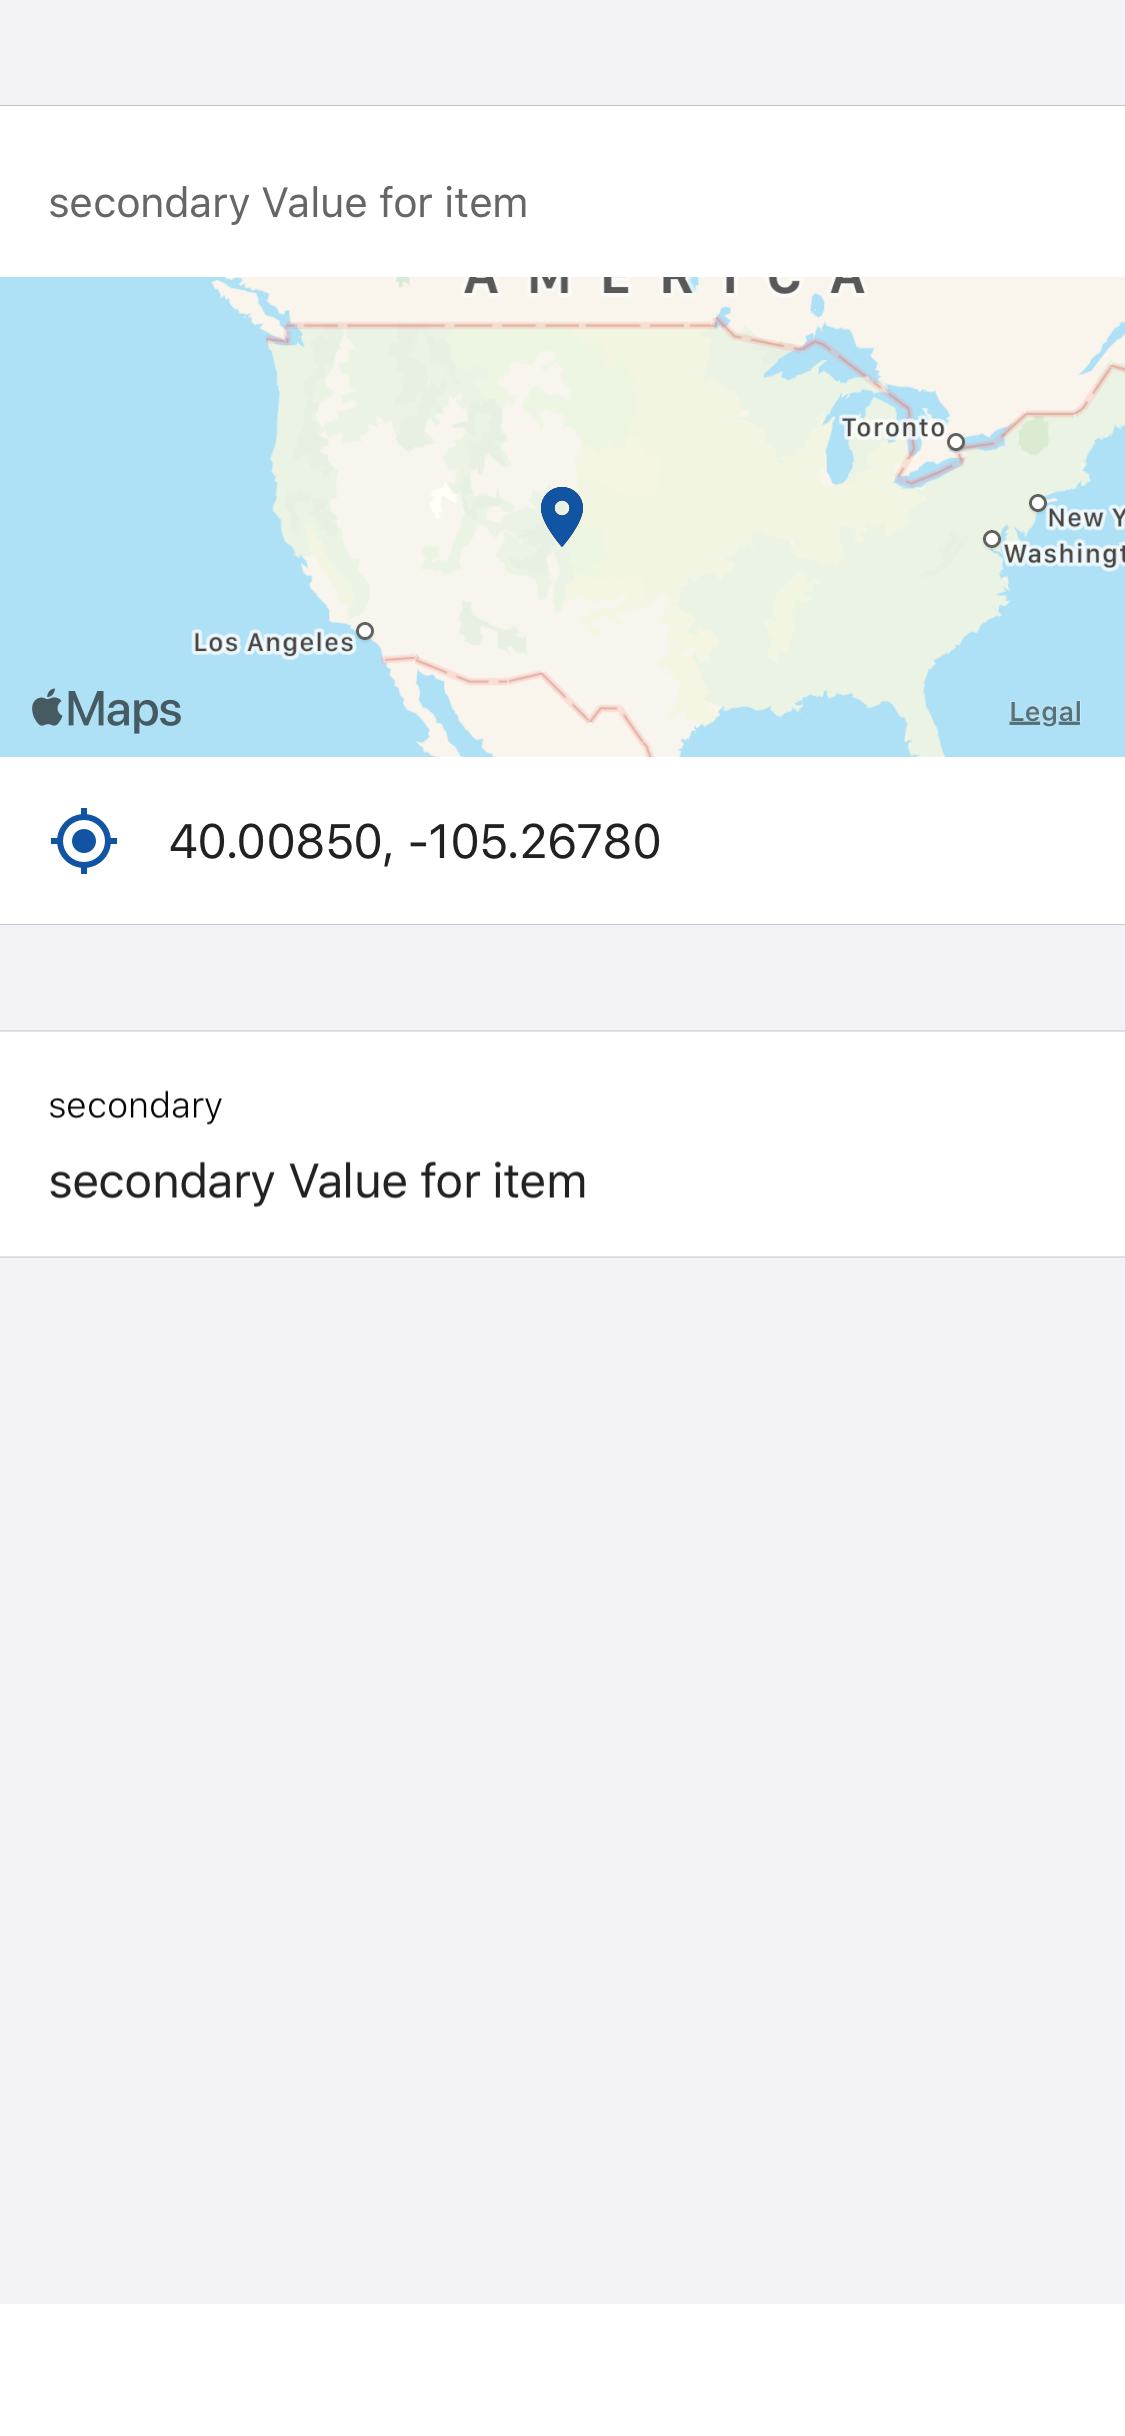 secondary Value for item
AMERICA
Toronto
New Y
Washingt
Los Angeles
Maps
Legal
40.00850, -105.26780
secondary
secondary Value for item